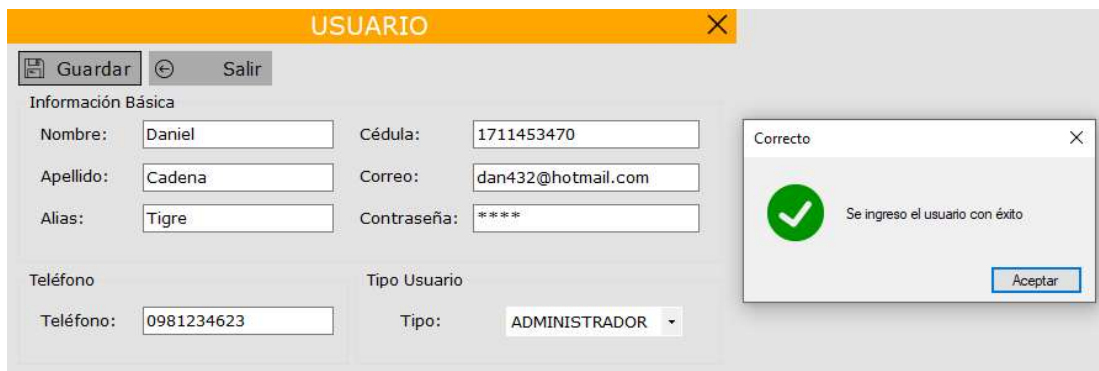 USUARIO
Guardar Salir
Información Básica
Nombre: Daniel Cédula: 1711453470
Apellido: Cadena Correo: dan432@hotmail.com
Alias: Tigre Contraseña: ****
Teléfono Tipo Usuario
Teléfono: 0981234623 Tipo: ADMINISTRADOR
Correcto
Se ingreso el usuario con éxito
Aceptar